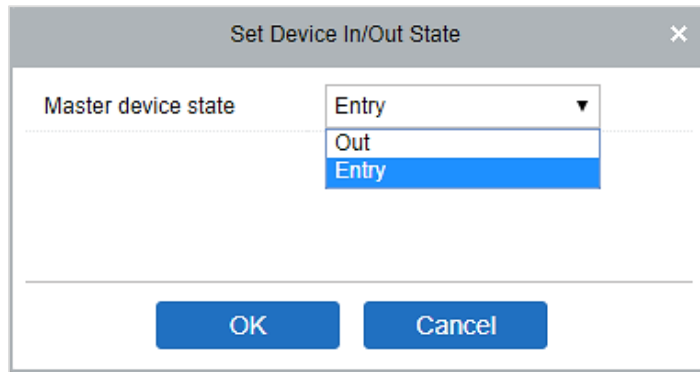 Set Device In/Out State
Master device state Entry
Out
Entry
OK Cancel